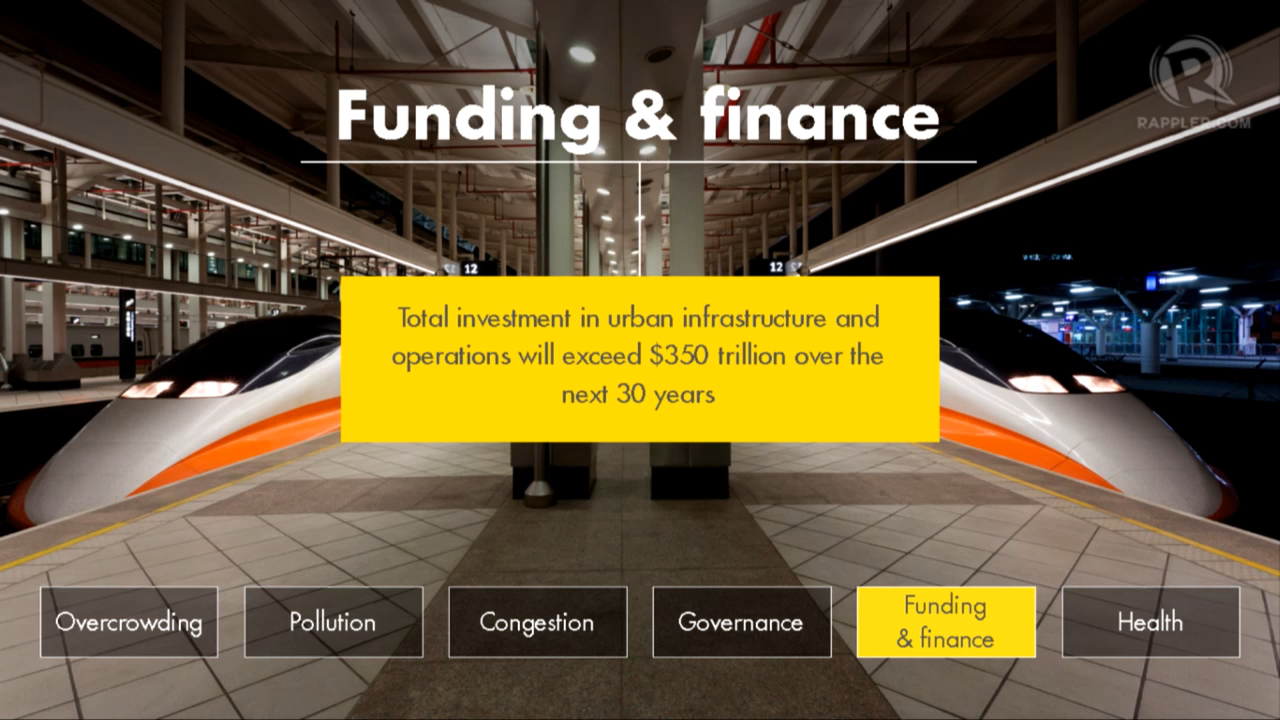 RAPPLER.COM
Funding & finance
12
12
Total investment in urban infrastructure and
operations will exceed $350 trillion over the
next 30 years
Overcrowding
Pollution
Congestion
Governance
Funding
& finance
Health